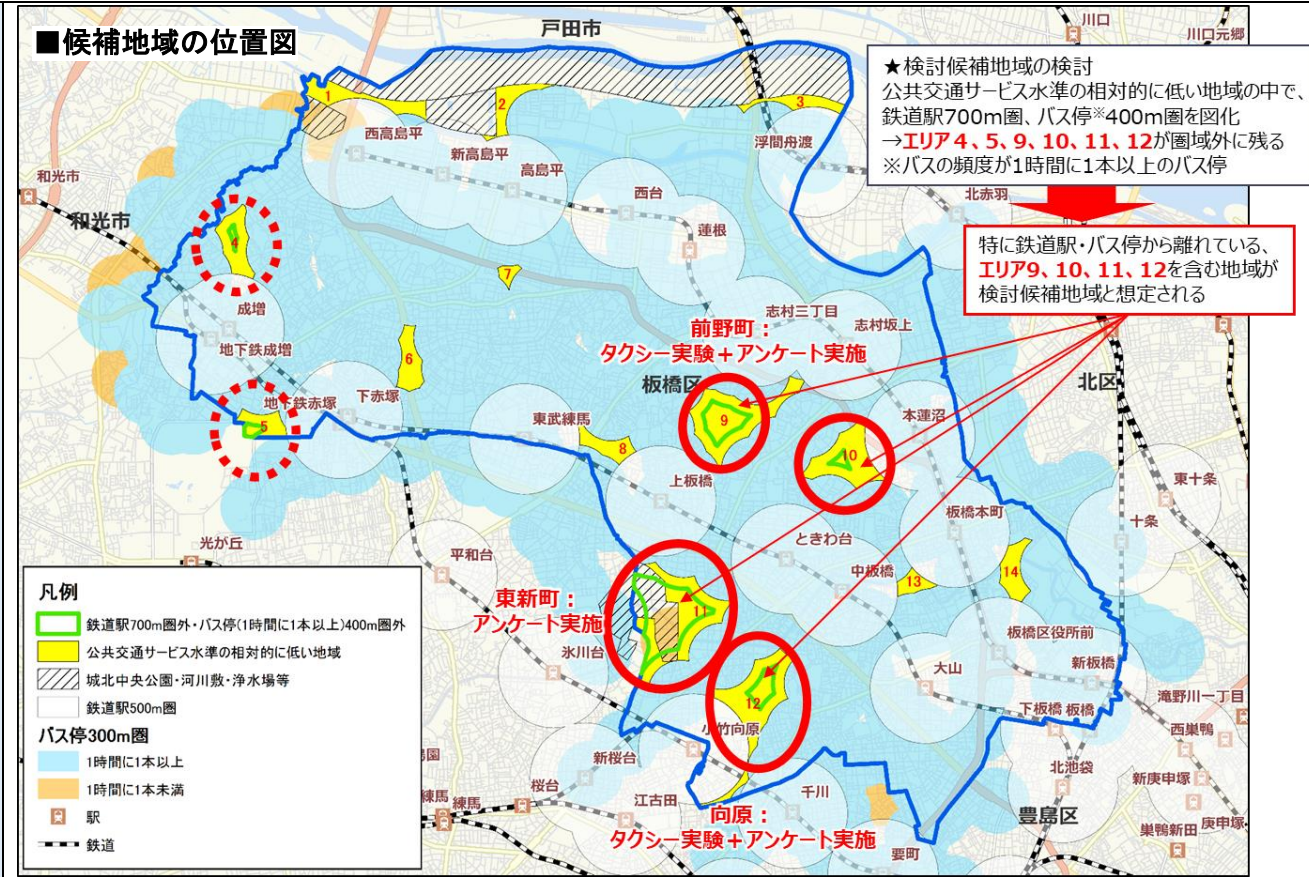 ■候補地域の位置図
戸田市
川口
川口元郷
★検討候補地域の検討
公共交通サービス水準の相対的に低い地域の中で、
鉄道駅700m圏、バス停※400m圏を図化
→エリア４、5、9、10、11、12が圏域外に残る
※バスの頻度が1時間に1本以上のバス停
特に鉄道駅・バス停から離れている、
エリア9、10、11、12を含む地域が
検討候補地域と想定される
1
2
3
西高島平
新高島平
高島平
西台
蓮根
浮間舟渡
北赤羽
和光市
和光市
4
成増
地下鉄成増
7
志村三丁目
志村坂上
前野町：
タクシー実験＋アンケート実施
板橋区
北区
6
5
地下鉄赤塚
下赤塚
東武練馬
8
9
10
本蓮沼
上板橋
東十条
十条
板橋本町
ときわ台
中板橋
13
14
光が丘
平和台
東新町：
アンケート実施
11
氷川台
12
小竹向原
大山
板橋区役所前
新板橋
下板橋
板橋
滝野川一丁目
西巣鴨
新庚申塚
庚申塚
巣鴨新田
北池袋
豊島区
新桜台
桜台
江古田
練馬
練馬
千川
要町
向原：
タクシー実験＋アンケート実施
凡例
鉄道駅700m圏外・バス停(1時間に1本以上)400m圏外
公共交通サービス水準の相対的に低い地域
城北中央公園・河川敷・浄水場等
鉄道駅500m圏
バス停300m圏
1時間に1本以上
1時間に1本未満
駅
鉄道